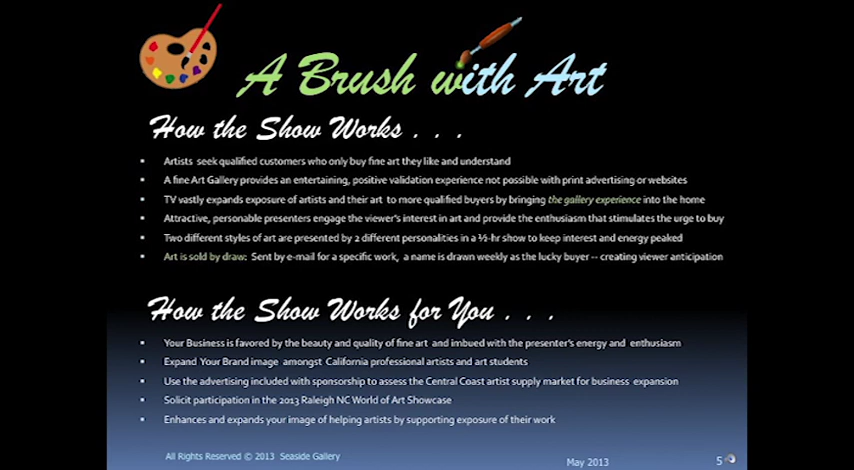 A Brush with Art
How the Show Works . . .
▪ Artists seek qualified customers who only buy fine art they like and understand
▪ A fine Art Gallery provides an entertaining, positive validation experience not possible with print advertising or websites
▪ TV vastly expands exposure of artists and their art to more qualified buyers by bringing the gallery experience into the home
▪ Attractive, personable presenters engage the viewer's interest in art and provide the enthusiasm that stimulates the urge to buy
▪ Two different styles of art are presented by 2 different personalities in a ½-hr show to keep interest and energy peaked
▪ Art is sold by draw: Sent by e-mail for a specific work, a name is drawn weekly as the lucky buyer -- creating viewer anticipation
How the Show Works for You . . .
▪ Your Business is favored by the beauty and quality of fine art and imbued with the presenter's energy and enthusiasm
▪ Expand Your Brand image amongst California professional artists and art students
▪ Use the advertising included with sponsorship to assess the Central Coast artist supply market for business expansion
▪ Solicit participation in the 2013 Raleigh NC World of Art Showcase
▪ Enhances and expands your image of helping artists by supporting exposure of their work
All Rights Reserved © 2013 Seaside Gallery
May 2013
5